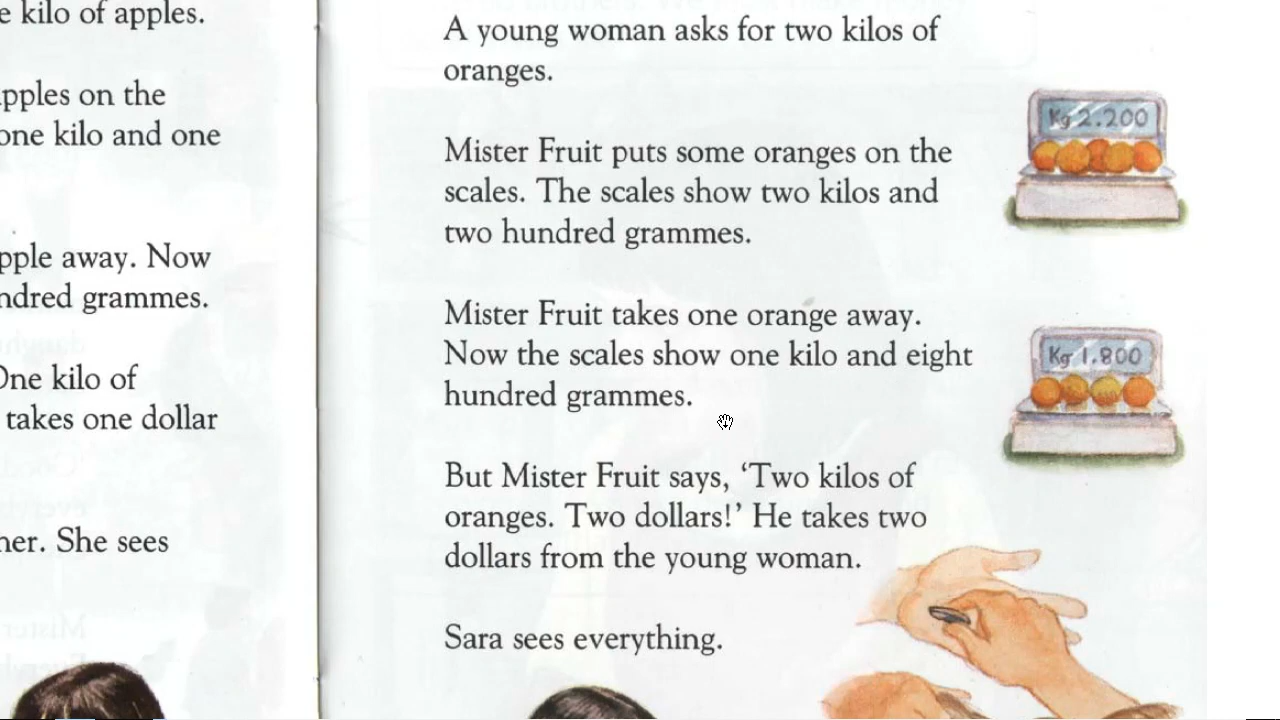 e kilo of apples.
pples on the
one kilo and one
pple away. Now
ndred grammes.
One kilo of
takes one dollar
ner. She sees
A young woman asks for two kilos of
oranges.
Mister Fruit puts some oranges on the
scales. The scales show two kilos and
two hundred grammes.
Kg 2.200
Mister Fruit takes one orange away.
Now the scales show one kilo and eight
hundred grammes.
Kg 1.800
But Mister Fruit says, ‘Two kilos of
oranges. Two dollars!’ He takes two
dollars from the young woman.
Sara sees everything.